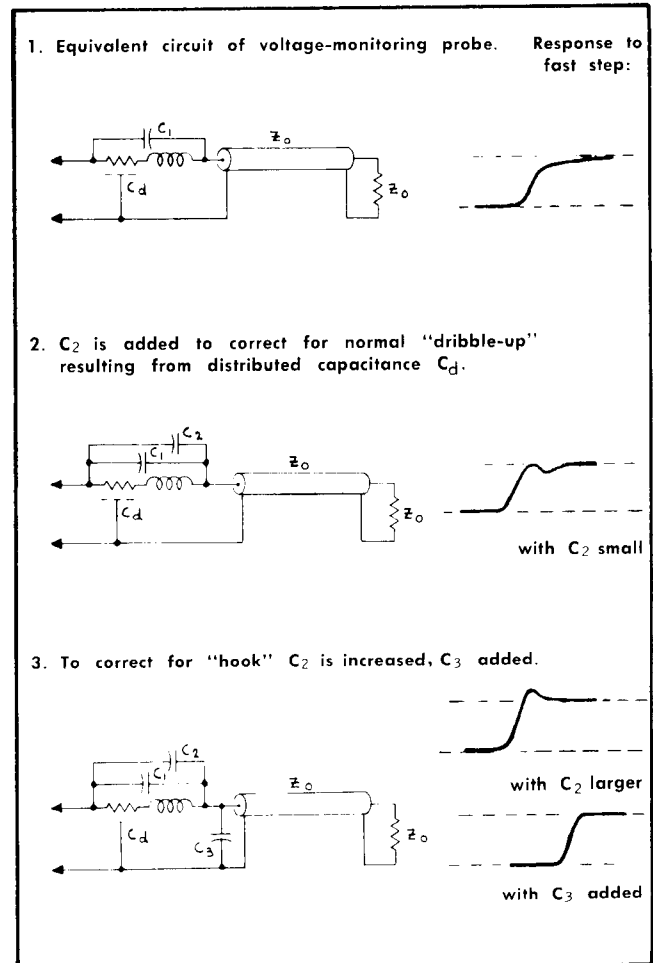 1. Equivalent circuit of voltage-monitoring probe.
Response to
fast step:
C1
Z0
Cd
Z0
2. C2 is added to correct for normal "dribble-up"
resulting from distributed capacitance Cd.
C2
C1
Z0
Cd
Z0
with C2 small
3. To correct for "hook" C2 is increased, C3 added.
C2
C1
Z0
Cd
C3
Z0
with C2 larger
with C3 added